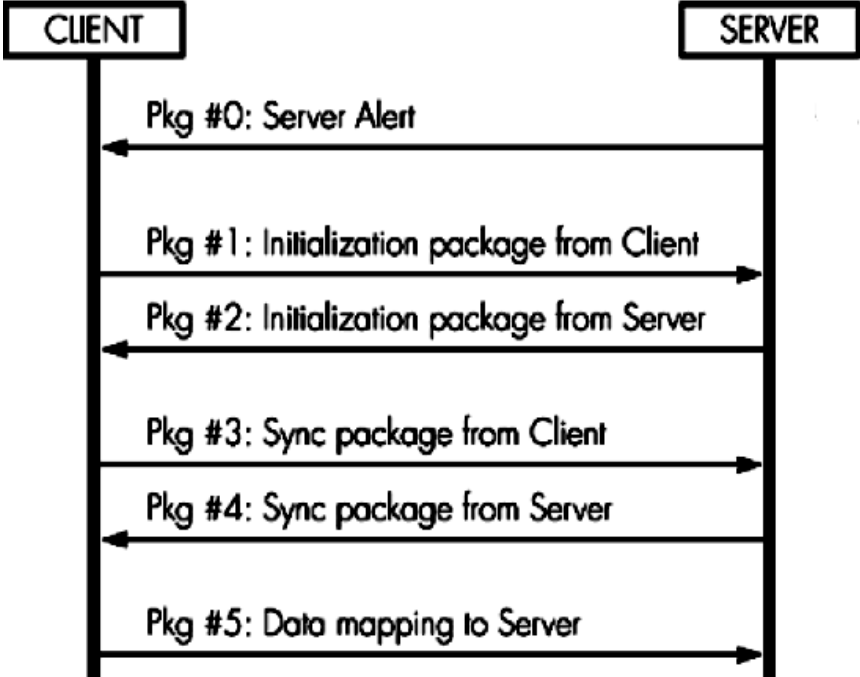 CLIENT
SERVER
Pkg #0: Server Alert
Pkg #1: Initialization package from Client
Pkg #2: Initialization package from Server
Pkg #3: Sync package from Client
Pkg #4: Sync package from Server
Pkg #5: Data mapping to Server